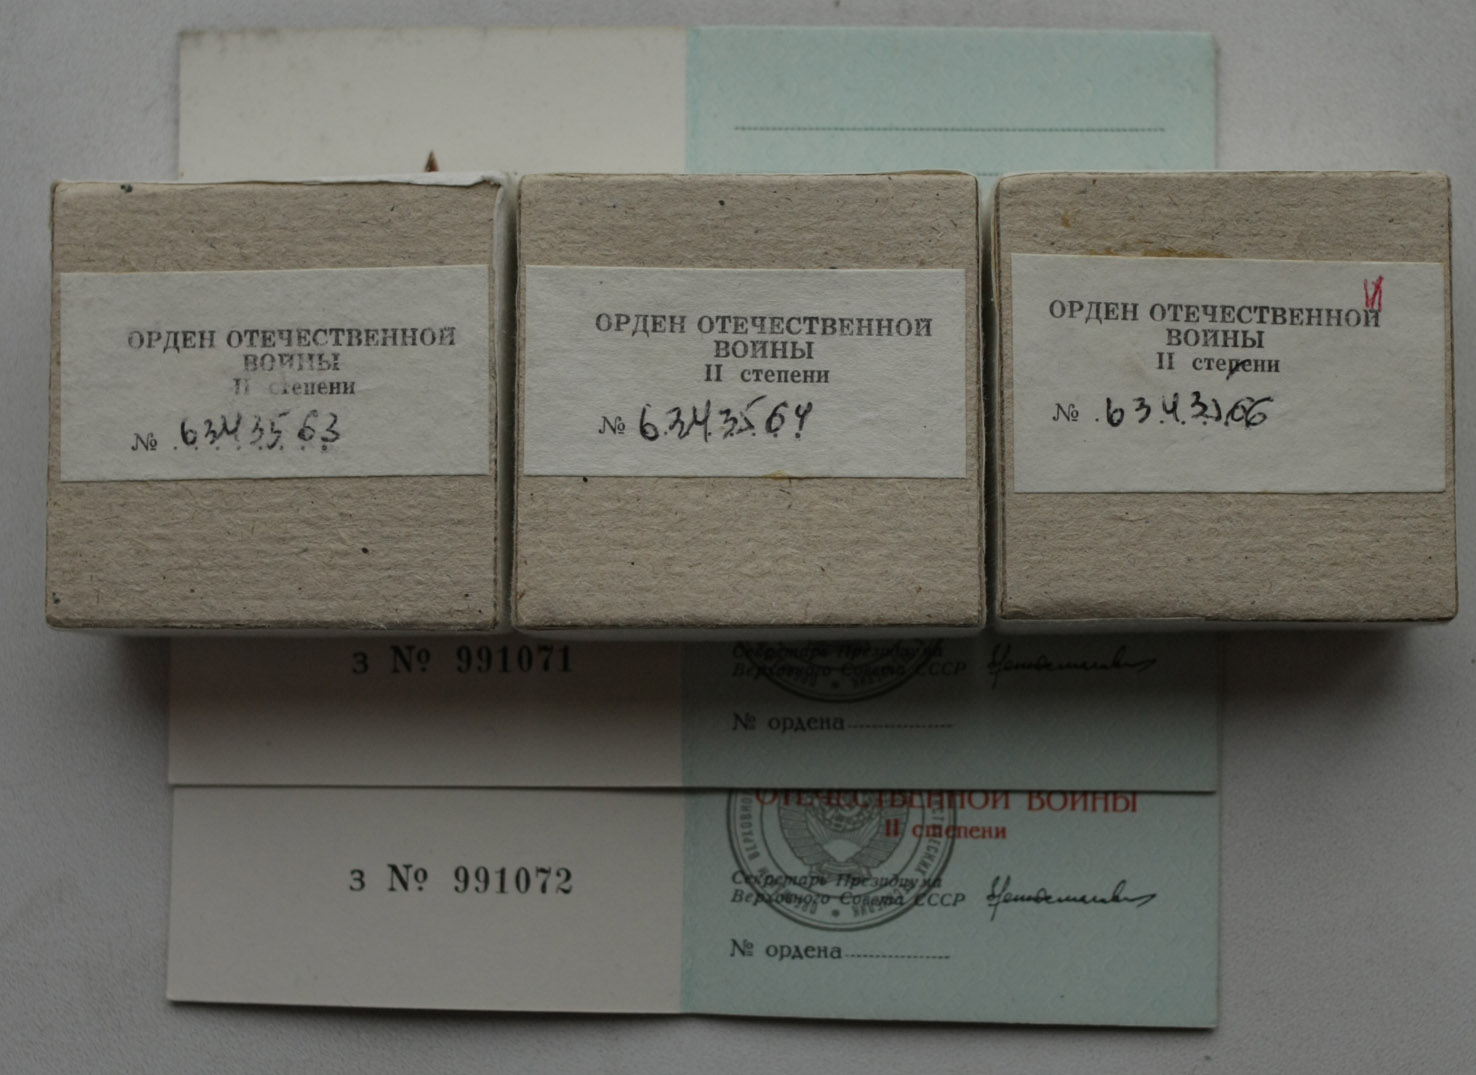 ОРДЕН ОТЕЧЕСТВЕННОЙ
ВОЙНЫ
II степени
№ 6343563
ОРДЕН ОТЕЧЕСТВЕННОЙ
ВОЙНЫ
II степени
№ 6343564
ОРДЕН ОТЕЧЕСТВЕННОЙ
ВОЙНЫ
II степени
№ 6343566
З № 991071
Секретарь Президиума
Верховного Совета СССР
№ ордена
ОТЕЧЕСТВЕННОЙ ВОЙНЫ
II степени
З № 991072
Секретарь Президиума
Верховного Совета СССР
№ ордена